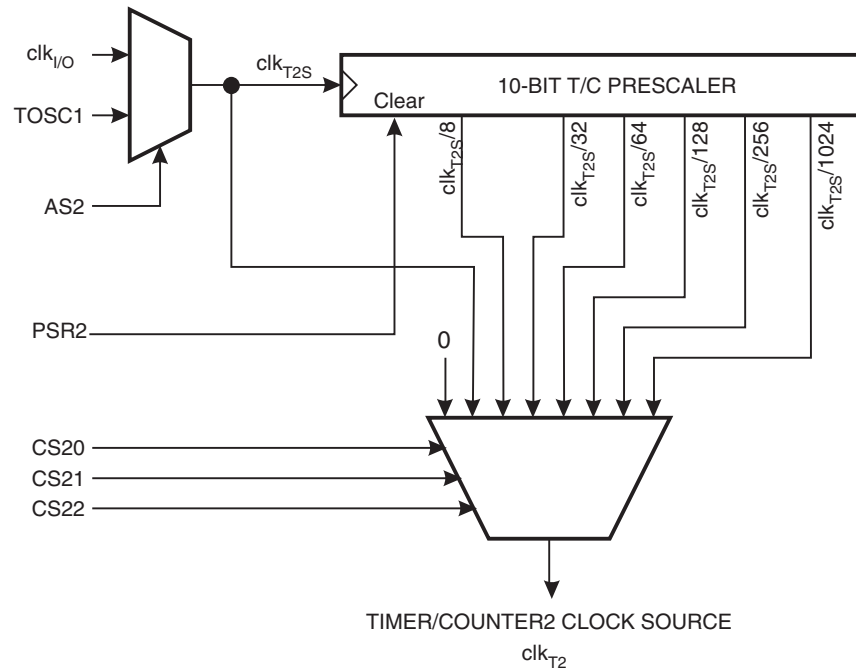 clkI/O
clkT2S
10-BIT T/C PRESCALER
TOSC1
Clear
clkT2S/8
clkT2S/32
clkT2S/64
clkT2S/128
clkT2S/256
clkT2S/1024
AS2
PSR2
0
CS20
CS21
CS22
TIMER/COUNTER2 CLOCK SOURCE
clkT2